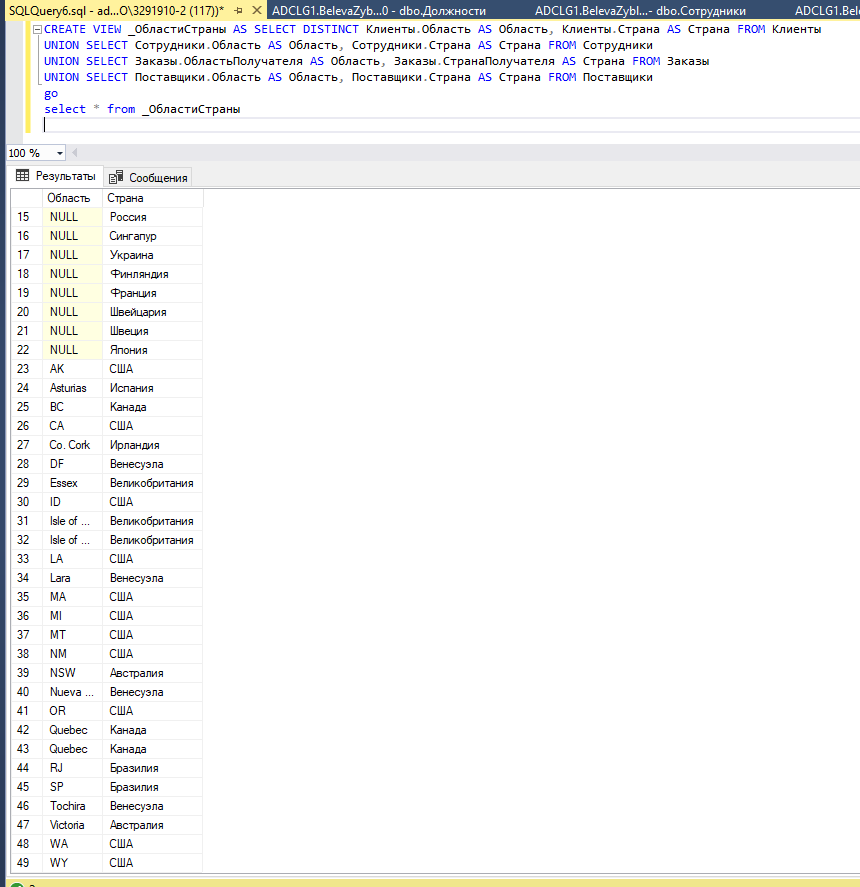 SQLQuery6.sql - ad...O\3291910-2 (117))*
ADCLG1.BelevaZyb...0 - dbo.Должности
ADCLG1.BelevaZybl...- dbo.Сотрудники
ADCLG1.Bel
CREATE VIEW _ОбластиСтраны AS SELECT DISTINCT Клиенты.Область AS Область, Клиенты.Страна AS Страна FROM Клиенты
UNION SELECT Сотрудники.Область AS Область, Сотрудники.Страна AS Страна FROM Сотрудники
UNION SELECT Заказы.ОбластьПолучателя AS Область, Заказы.СтранаПолучателя AS Страна FROM Заказы
UNION SELECT Поставщики.Область AS Область, Поставщики.Страна AS Страна FROM Поставщики
go
select * from _ОбластиСтраны
100 %
Результаты Сообщения
Область Страна
15 NULL Россия
16 NULL Сингапур
17 NULL Украина
18 NULL Финляндия
19 NULL Франция
20 NULL Швейцария
21 NULL Швеция
22 NULL Япония
23 AK США
24 Asturias Испания
25 BC Канада
26 CA США
27 Co. Cork Ирландия
28 DF Венесуэла
29 Essex Великобритания
30 ID США
31 Isle of ... Великобритания
32 Isle of ... Великобритания
33 LA США
34 Lara Венесуэла
35 MA США
36 MI США
37 MT США
38 NM США
39 NSW Австралия
40 Nueva ... Венесуэла
41 OR США
42 Quebec Канада
43 Quebec Канада
44 RJ Бразилия
45 SP Бразилия
46 Tochira Венесуэла
47 Victoria Австралия
48 WA США
49 WY США